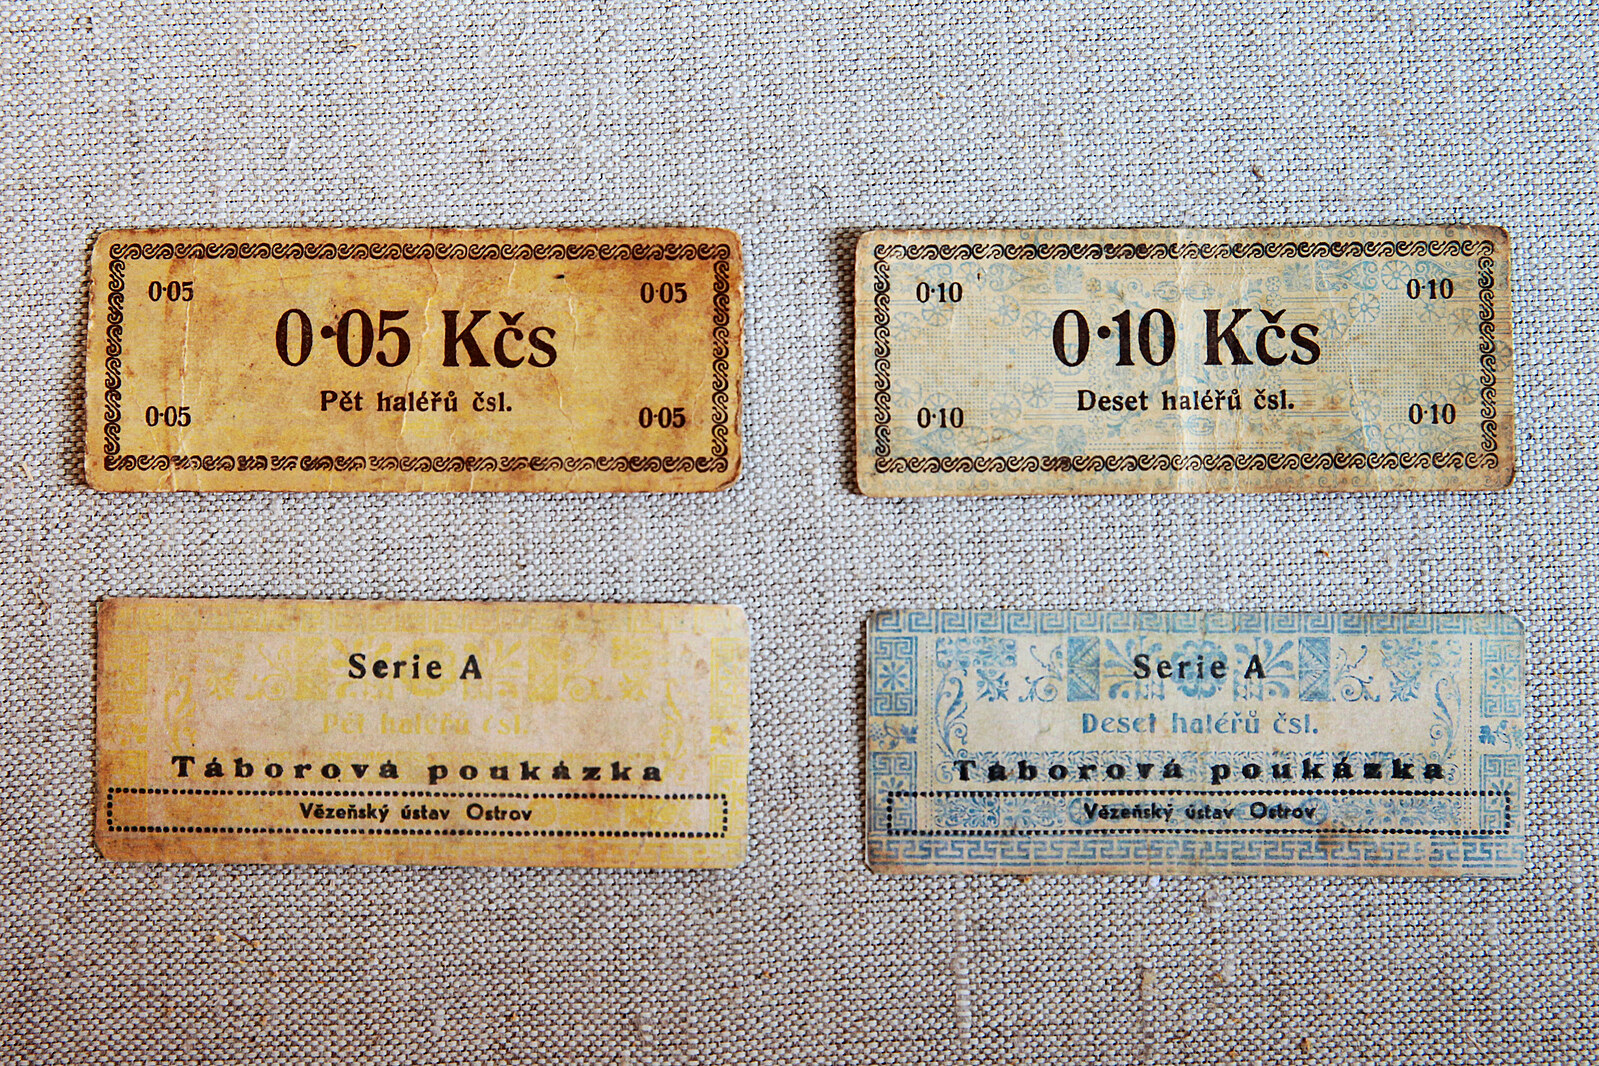 0·05 0·05
0·05 Kčs
Pět haléřů čsl.
0·05 0·05
0·10 0·10
0·10 Kčs
Deset haléřů čsl.
0·10 0·10
Serie A
Pět haléřů čsl.
Táborová poukázka
Vězeňský ústav Ostrov
Serie A
Deset haléřů čsl.
Táborová poukázka
Vězeňský ústav Ostrov